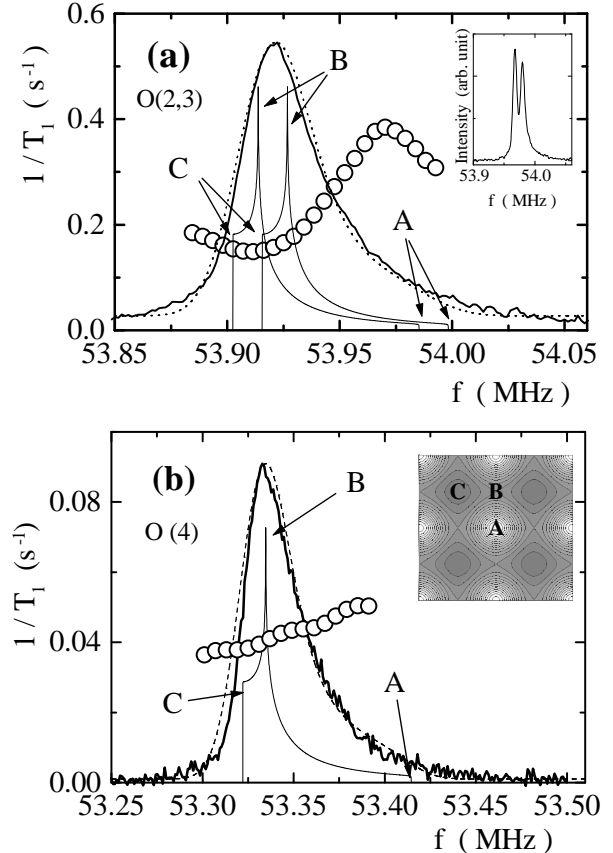 0.6
(a)
O(2,3)
B
C
A
0.4
0.2
0.0
1 / T1 ( s-1 )
53.85
53.90
53.95
54.00
54.05
f ( MHz )
Intensity (arb. unit)
53.9
54.0
f ( MHz )
(b)
O (4)
B
C
A
C
B
A
0.08
0.04
0.00
1 / T1 (s-1)
53.25
53.30
53.35
53.40
53.45
53.50
f ( MHz )